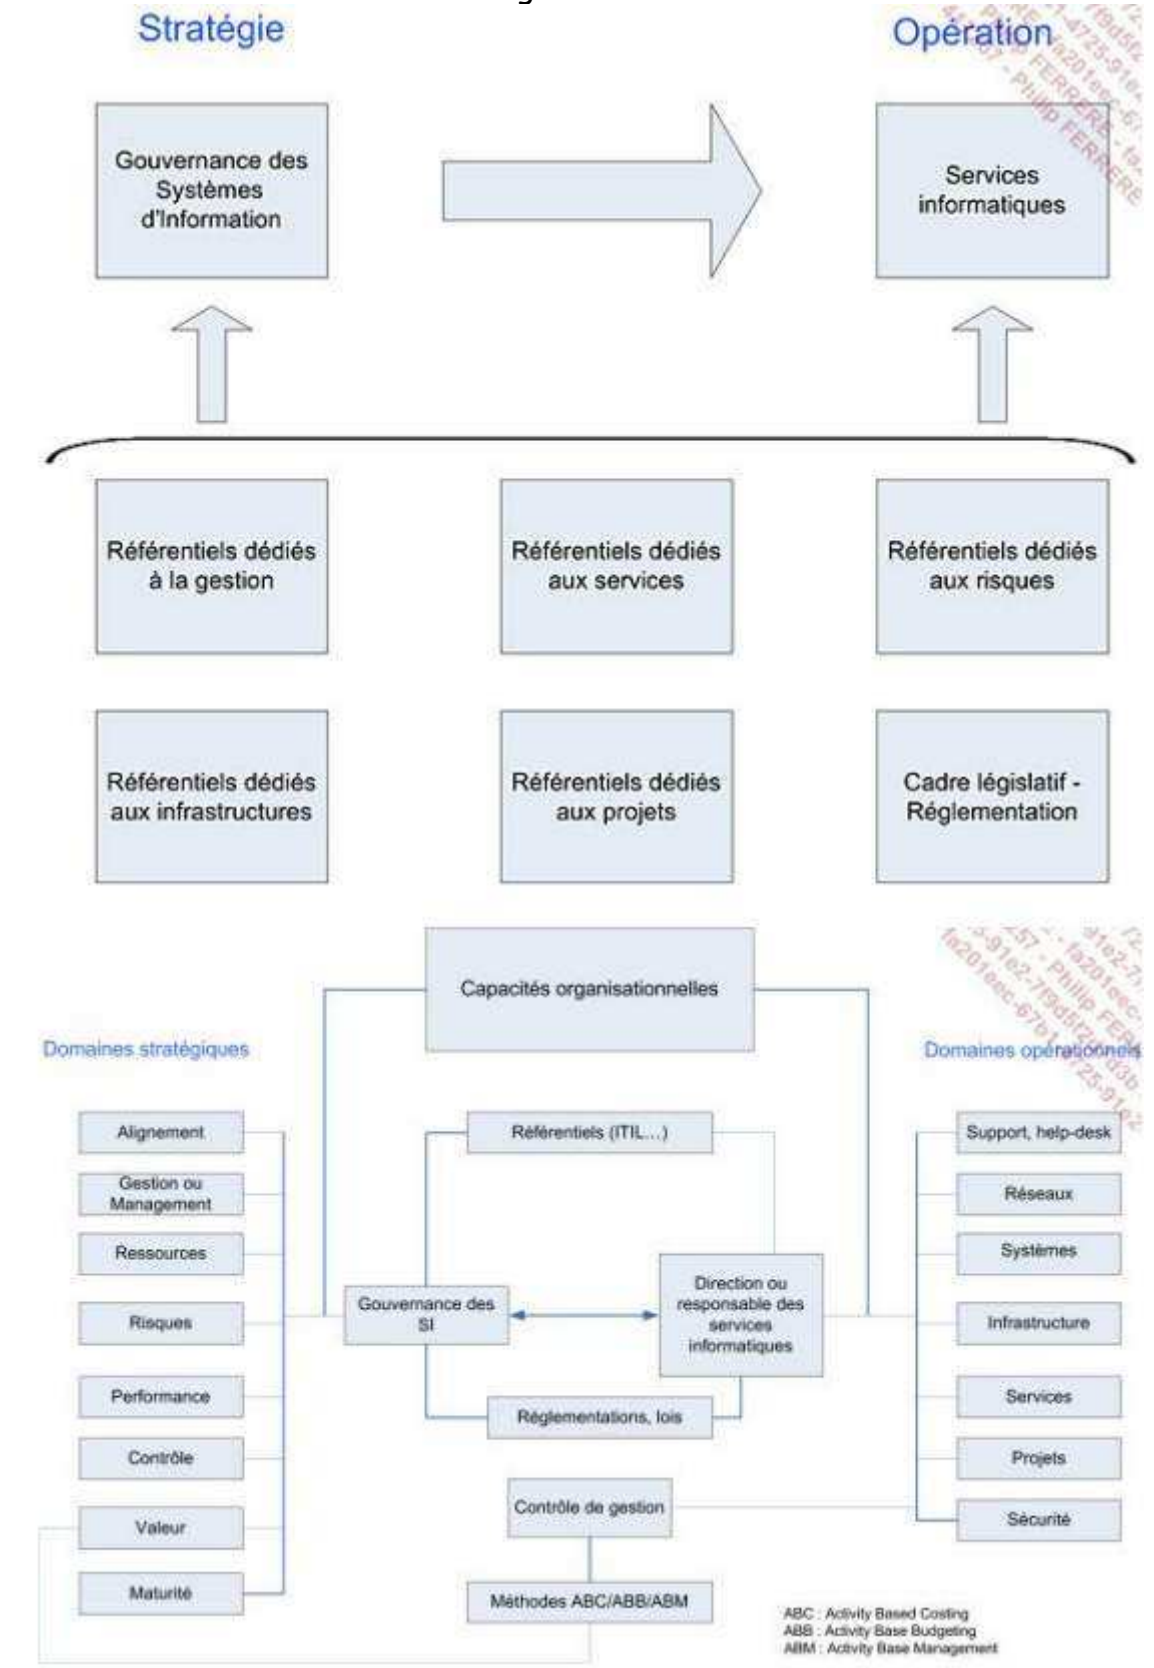 Stratégie
Opération
Gouvernance des
Systèmes
d'Information
Services
informatiques
Référentiels dédiés
à la gestion
Référentiels dédiés
aux services
Référentiels dédiés
aux risques
Référentiels dédiés
aux infrastructures
Référentiels dédiés
aux projets
Cadre législatif -
Réglementation
Capacités organisationnelles
Domaines stratégiques
Domaines opérationnels
Alignement
Référentiels (ITIL...)
Support, help-desk
Gestion ou
Management
Réseaux
Ressources
Systèmes
Gouvernance des
SI
Direction ou
responsable des
services
informatiques
Risques
Infrastructure
Performance
Réglementations, lois
Services
Contrôle
Projets
Contrôle de gestion
Valeur
Sécurité
Maturité
Méthodes ABC/ABB/ABM
ABC : Activity Based Costing
ABB : Activity Base Budgeting
ABM : Activity Base Management